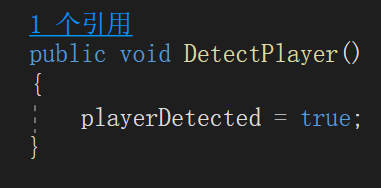 1 个引用
public void DetectPlayer()
{
playerDetected = true;
}